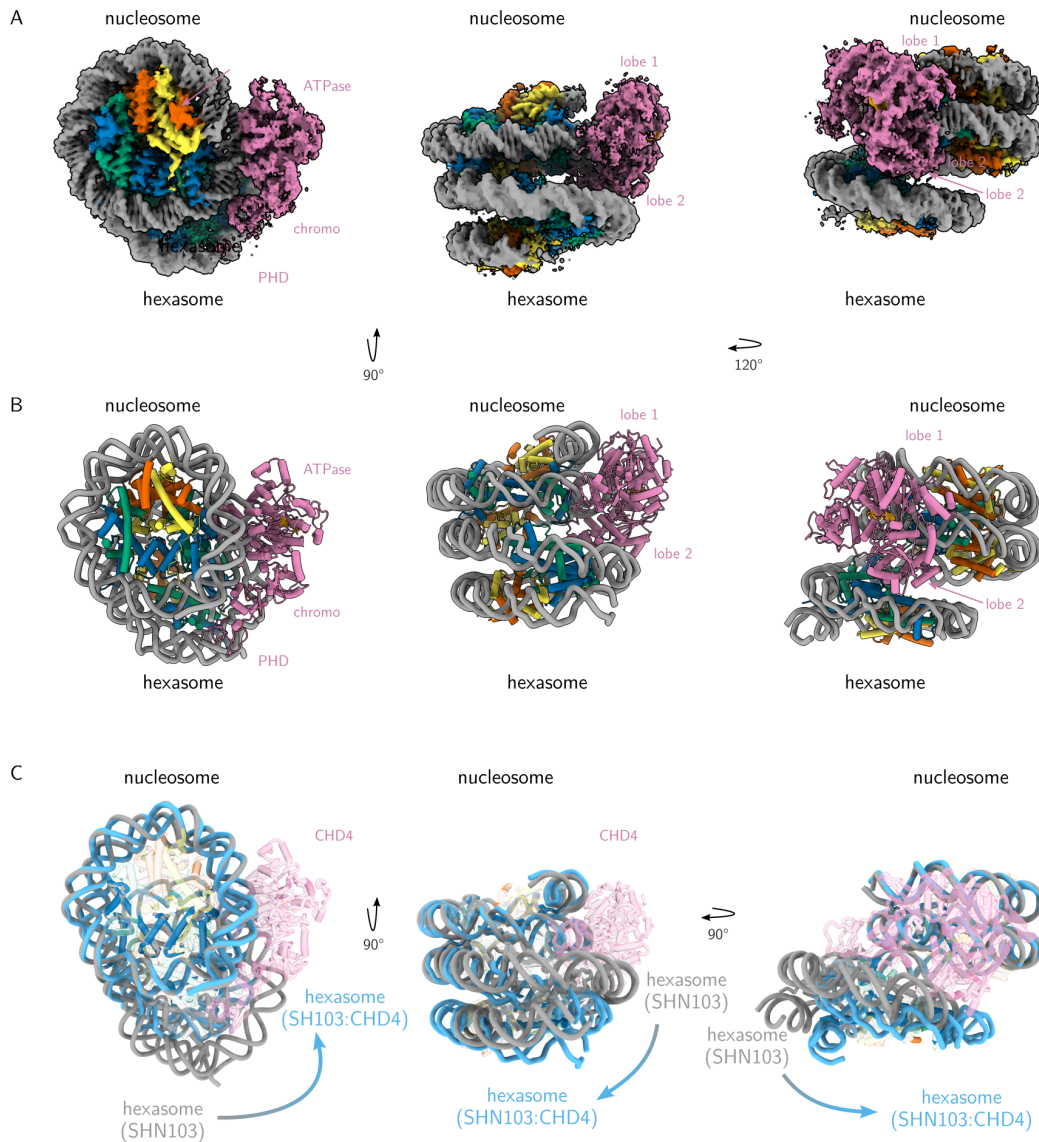 A
nucleosome
nucleosome
nucleosome
lobe 1
lobe 1
ATPase
lobe 2
lobe 2
lobe 2
chromo
hexasome
PHD
hexasome
hexasome
hexasome
90°
120°
B
nucleosome
nucleosome
nucleosome
lobe 1
lobe 1
ATPase
lobe 2
chromo
lobe 2
PHD
hexasome
hexasome
hexasome
C
nucleosome
nucleosome
nucleosome
CHD4
CHD4
90°
90°
hexasome
(SH103:CHD4)
hexasome
(SHN103)
hexasome
(SHN103)
hexasome
(SHN103:CHD4)
hexasome
(SHN103:CHD4)
hexasome
(SHN103)